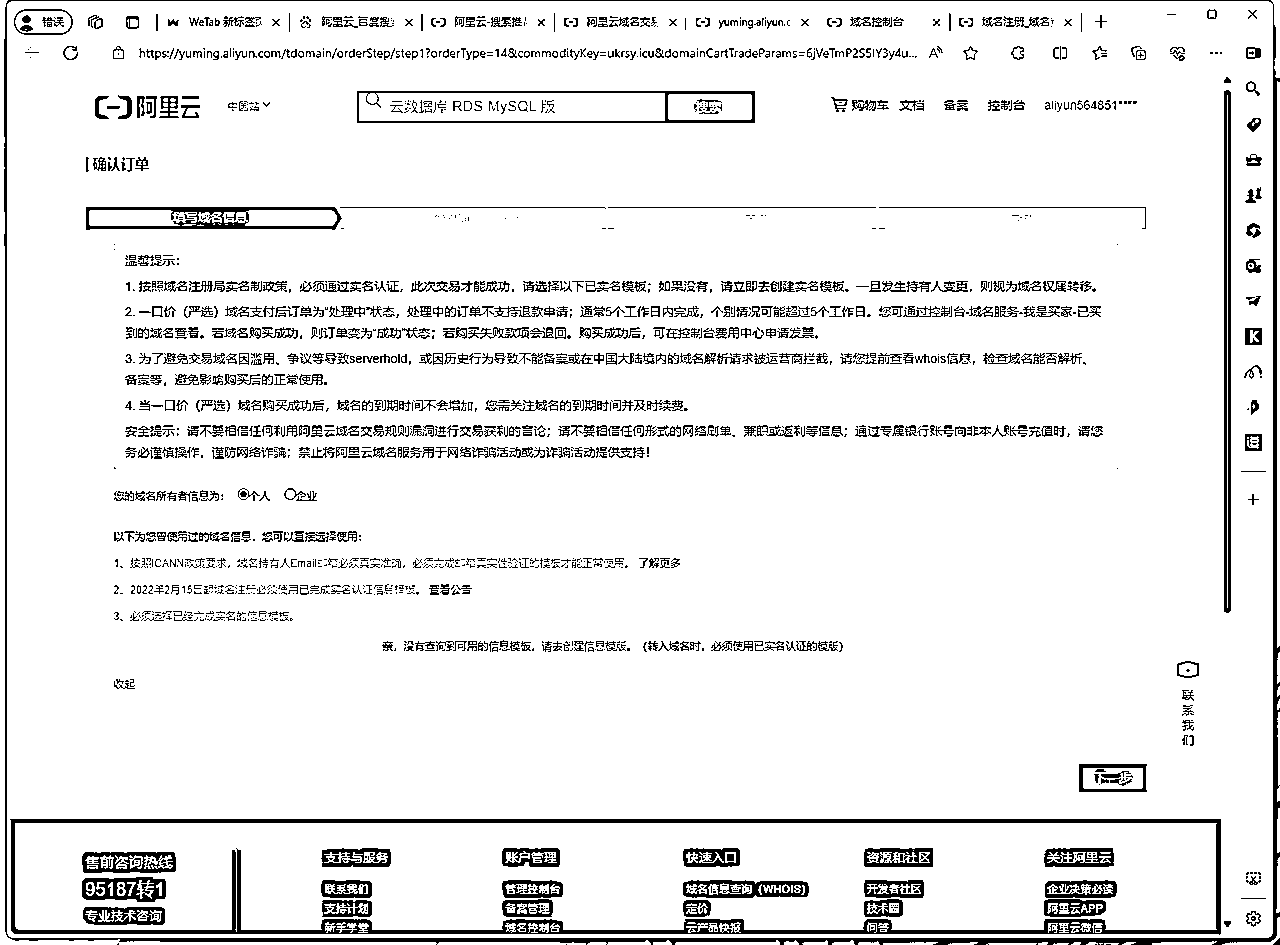 错误
WeTab 新标签页
阿里云_百度搜
阿里云-搜索推
阿里云域名交易
yuming.aliyun.c
域名控制台
域名注册_域名
https://yuming.aliyun.com/tdomain/orderStep/step1?orderType=14&commodityKey=ukrsy.icu&domainCartTradeParams=6jVeTmP2S5IY3y4u...
阿里云
中国站
云数据库 RDS MySQL 版
搜索
购物车
文档
备案
控制台
aliyun564851****
确认订单
填写域名信息
温馨提示:
1. 按照域名注册局实名制政策，必须通过实名认证，此次交易才能成功，请选择以下已实名模板；如果没有，请立即去创建实名模板。一旦发生持有人变更，则视为域名权属转移。
2. 一口价（严选）域名支付后订单为“处理中”状态，处理中的订单不支持退款申请；通常5个工作日内完成，个别情况可能超过5个工作日。您可通过控制台-域名服务-我是买家-已买
到的域名查看。若域名购买成功，则订单变为“成功”状态；若购买失败款项会退回。购买成功后，可在控制台费用中心申请发票。
3. 为了避免交易域名因滥用、争议等导致serverhold，或因历史行为导致不能备案或在中国大陆境内的域名解析请求被运营商拦截，请您提前查看whois信息，检查域名能否解析、
备案等，避免影响购买后的正常使用。
4. 当一口价（严选）域名购买成功后，域名的到期时间不会增加，您需关注域名的到期时间并及时续费。
安全提示：请不要相信任何利用阿里云域名交易规则漏洞进行交易获利的言论；请不要相信任何形式的网络刷单、兼职或返利等信息；通过专属银行账号向非本人账号充值时，请您
务必谨慎操作，谨防网络诈骗；禁止将阿里云域名服务用于网络诈骗活动或为诈骗活动提供支持！
您的域名所有者信息为：
个人
企业
以下为您曾使用过的域名信息，您可以直接选择使用：
1、按照ICANN政策要求，域名持有人Email邮箱必须真实准确，必须完成邮箱真实性验证的模板才能正常使用。 了解更多
2、2022年2月15日起域名注册必须使用已完成实名认证信息模板。 查看公告
3、必须选择已经完成实名的信息模板。
亲，没有查询到可用的信息模板，请去创建信息模版。（转入域名时，必须使用已实名认证的模版）
收起
联系我们
下一步
售前咨询热线
95187转1
专业技术咨询
支持与服务
联系我们
支持计划
新手学堂
账户管理
管理控制台
备案管理
域名控制台
快速入口
域名信息查询（WHOIS）
定价
云产品快报
资源和社区
开发者社区
技术圈
问答
关注阿里云
企业决策必读
阿里云APP
阿里云微信